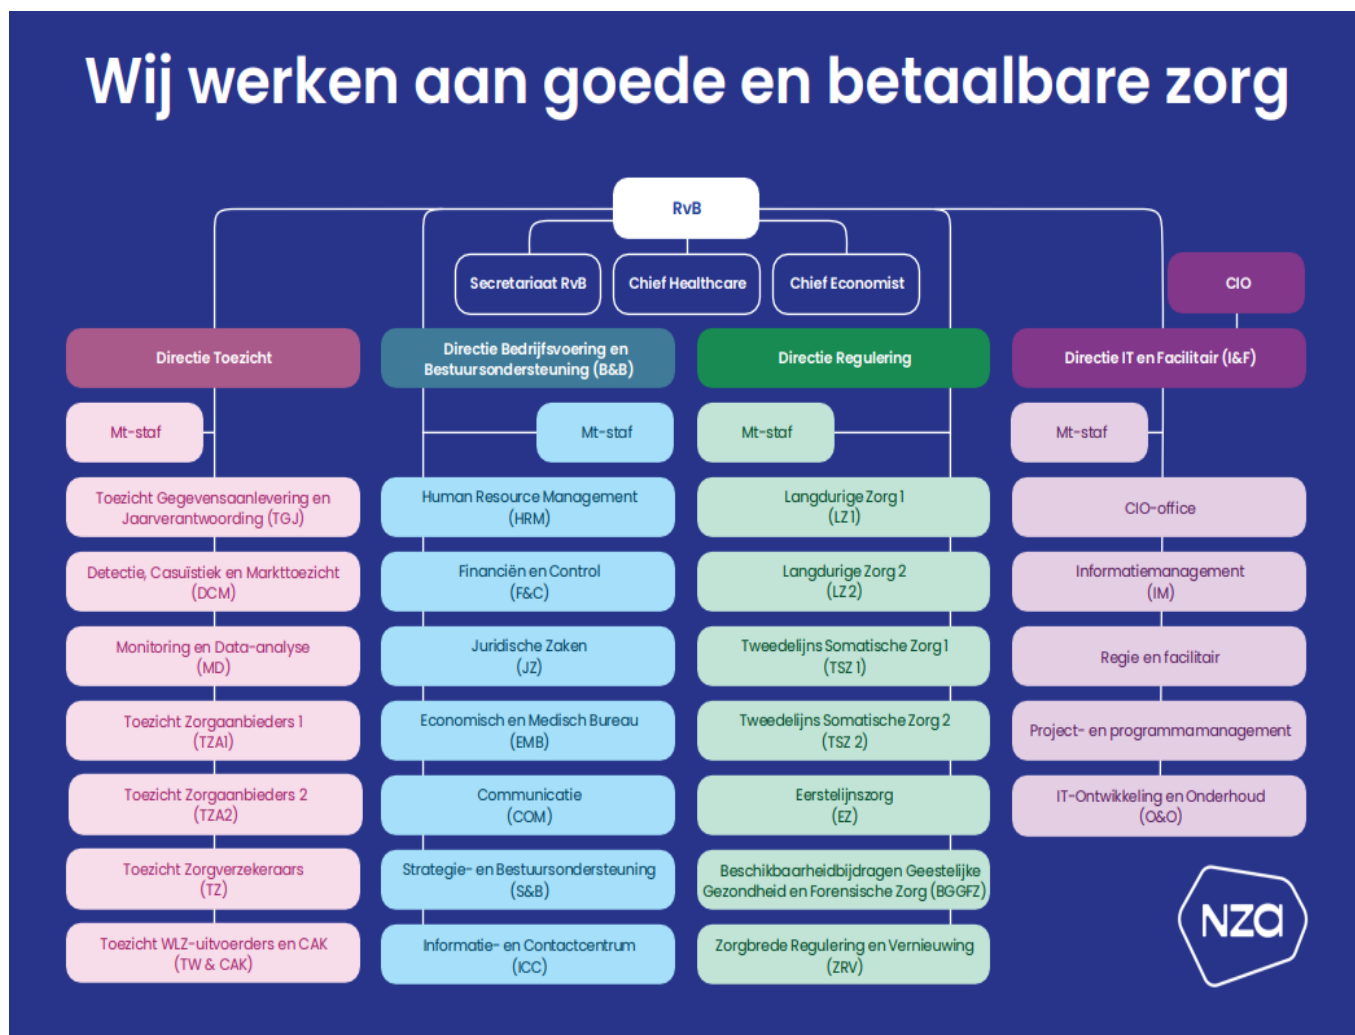 Wij werken aan goede en betaalbare zorg
RvB
Secretariaat RvB
Chief Healthcare
Chief Economist
CIO
Directie Toezicht
Mt-staf
Toezicht Gegevensaanlevering en
Jaarverantwoording (TGJ)
Detectie, Casuïstiek en Markttoezicht
(DCM)
Monitoring en Data-analyse
(MD)
Toezicht Zorgaanbieders 1
(TZA1)
Toezicht Zorgaanbieders 2
(TZA2)
Toezicht Zorgverzekeraars
(TZ)
Toezicht WLZ-uitvoerders en CAK
(TW & CAK)
Directie Bedrijfsvoering en
Bestuursondersteuning (B&B)
Mt-staf
Human Resource Management
(HRM)
Financiën en Control
(F&C)
Juridische Zaken
(JZ)
Economisch en Medisch Bureau
(EMB)
Communicatie
(COM)
Strategie- en Bestuursondersteuning
(S&B)
Informatie- en Contactcentrum
(ICC)
Directie Regulering
Mt-staf
Langdurige Zorg 1
(LZ 1)
Langdurige Zorg 2
(LZ 2)
Tweedelijns Somatische Zorg 1
(TSZ 1)
Tweedelijns Somatische Zorg 2
(TSZ 2)
Eerstelijnszorg
(EZ)
Beschikbaarheidbijdragen Geestelijke
Gezondheid en Forensische Zorg (BGGFZ)
Zorgbrede Regulering en Vernieuwing
(ZRV)
Directie IT en Facilitair (I&F)
Mt-staf
CIO-office
Informatiemanagement
(IM)
Regie en facilitair
Project- en programmamanagement
IT-Ontwikkeling en Onderhoud
(O&O)
NZa